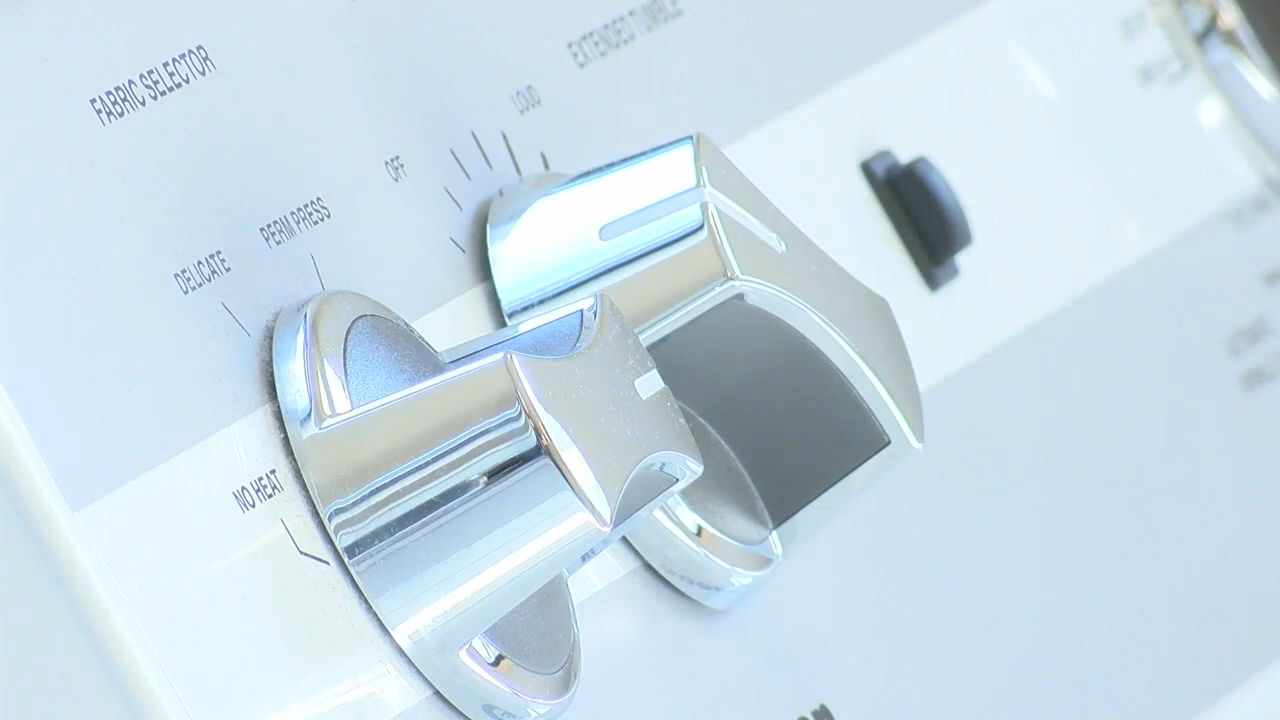 FABRIC SELECTOR
EXTENDED TUMBLE
LOUD
OFF
PERM PRESS
DELICATE
NO HEAT